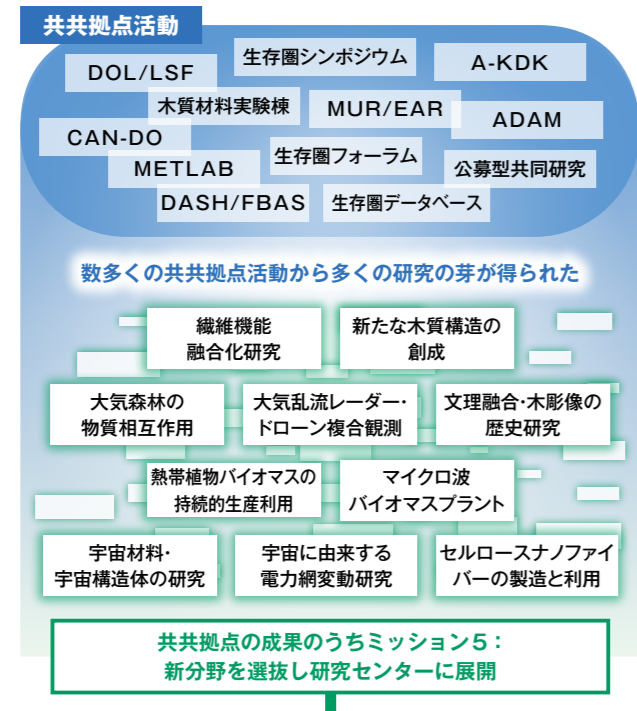 共共拠点活動
DOL/LSF
生存圏シンポジウム
A-KDK
木質材料実験棟
MUR/EAR
ADAM
CAN-DO
METLAB
生存圏フォーラム
公募型共同研究
DASH/FBAS
生存圏データベース
数多くの共共拠点活動から多くの研究の芽が得られた
繊維機能
融合化研究
新たな木質構造の
創成
大気森林の
物質相互作用
大気乱流レーダー・
ドローン複合観測
文理融合・木彫像の
歴史研究
熱帯植物バイオマスの
持続的生産利用
マイクロ波
バイオマスプラント
宇宙材料・
宇宙構造体の研究
宇宙に由来する
電力網変動研究
セルロースナノファイ
バーの製造と利用
共共拠点の成果のうちミッション5：
新分野を選抜し研究センターに展開